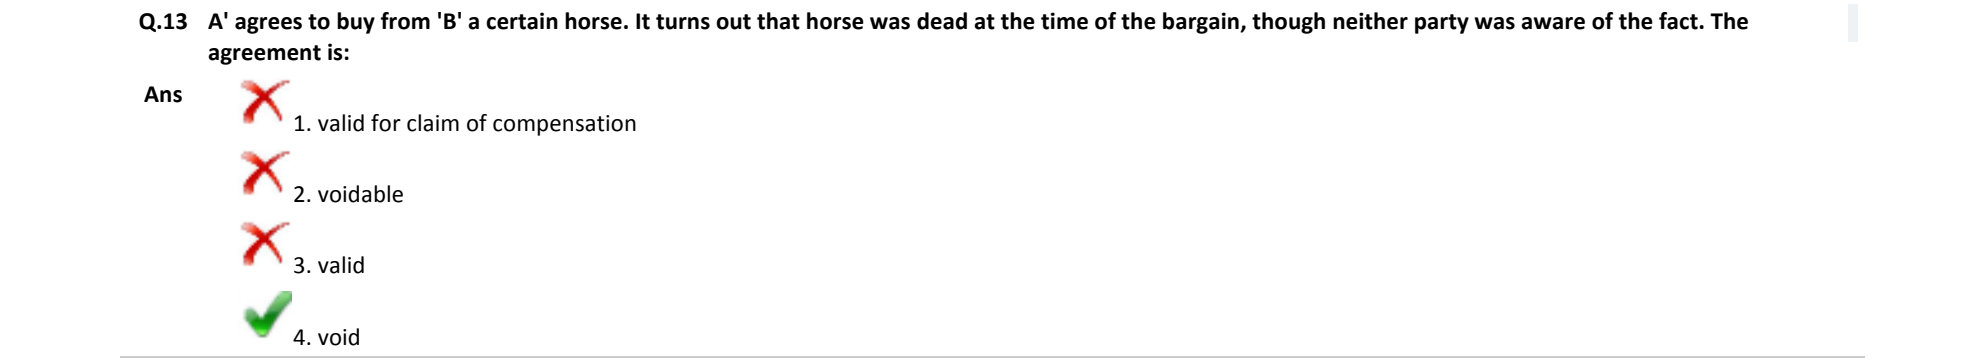 Q.13 A' agrees to buy from 'B' a certain horse. It turns out that horse was dead at the time of the bargain, though neither party was aware of the fact. The
agreement is:
Ans
1. valid for claim of compensation
2. voidable
3. valid
4. void